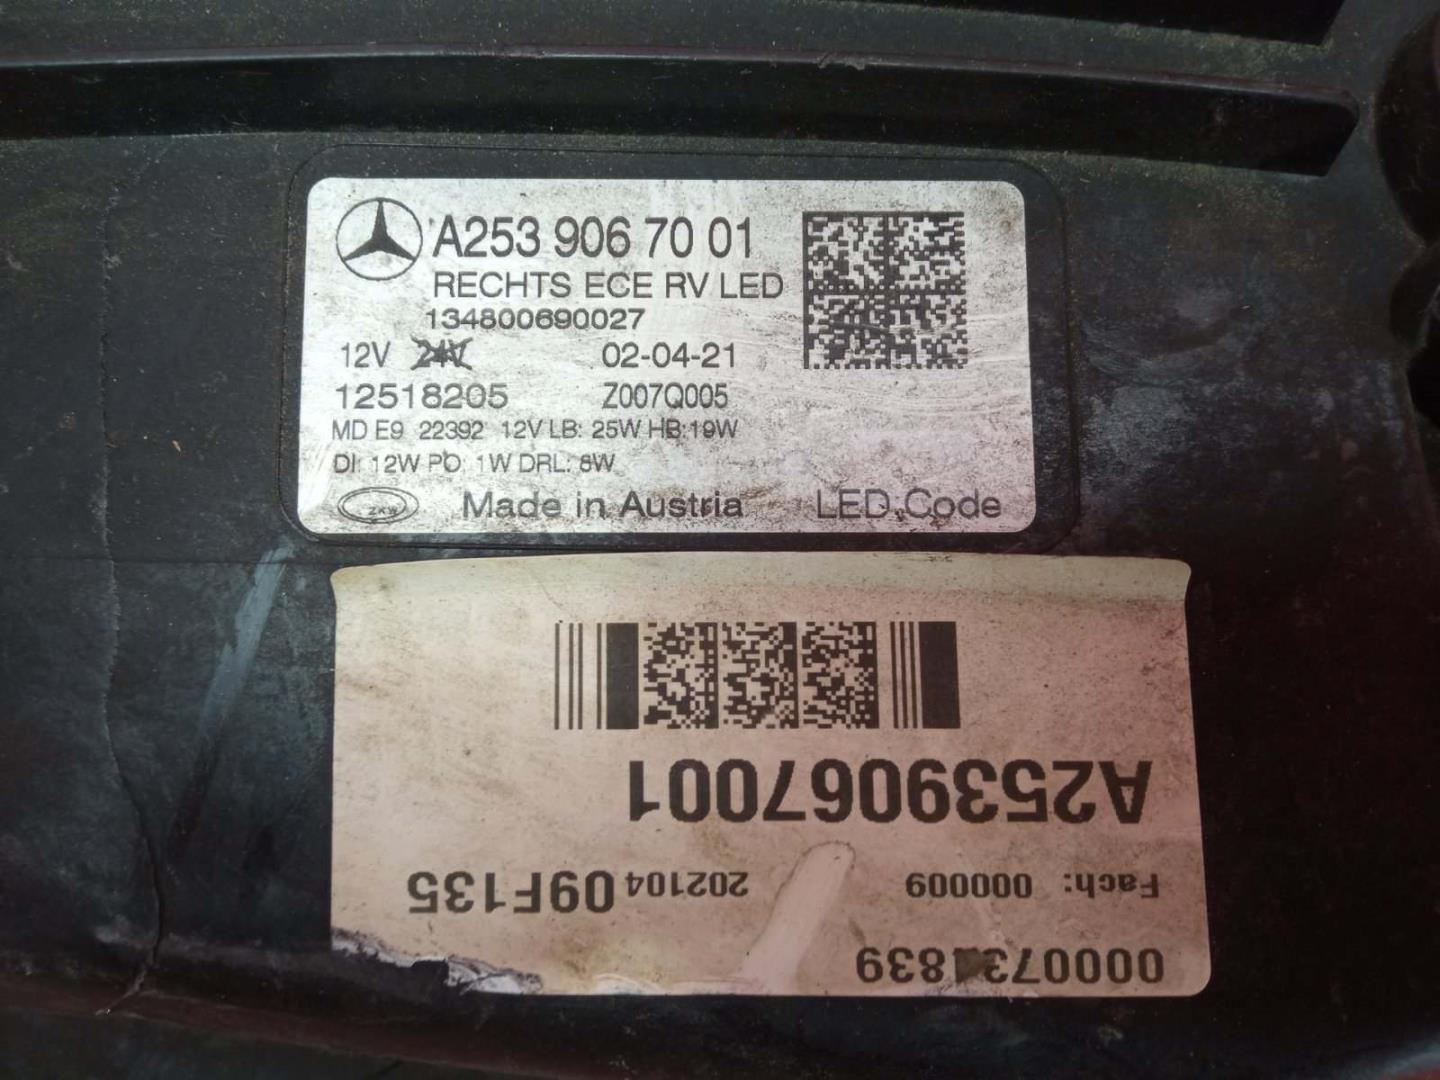 A253 906 70 01
RECHTS ECE RV LED
134800690027
12V 24V 02-04-21
12518205 Z007Q005
MD E9 22392 12V LB: 25W HB:19W
DI: 12W PO: 1W DRL: 8W
ZKW Made in Austria LED Code
0000731839
Fach: 000009 202104 09F135
A2539067001